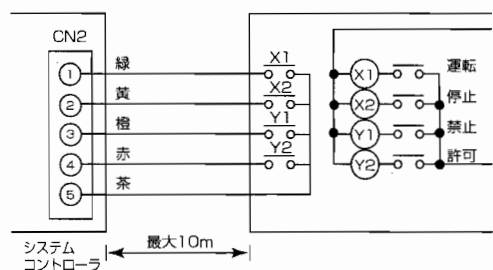 CN2
1 緑 X1 X1 運転
2 黄 X2 X2 停止
3 橙 Y1 Y1 禁止
4 赤 Y2 Y2 許可
5 茶
システム
コントローラ
最大10m